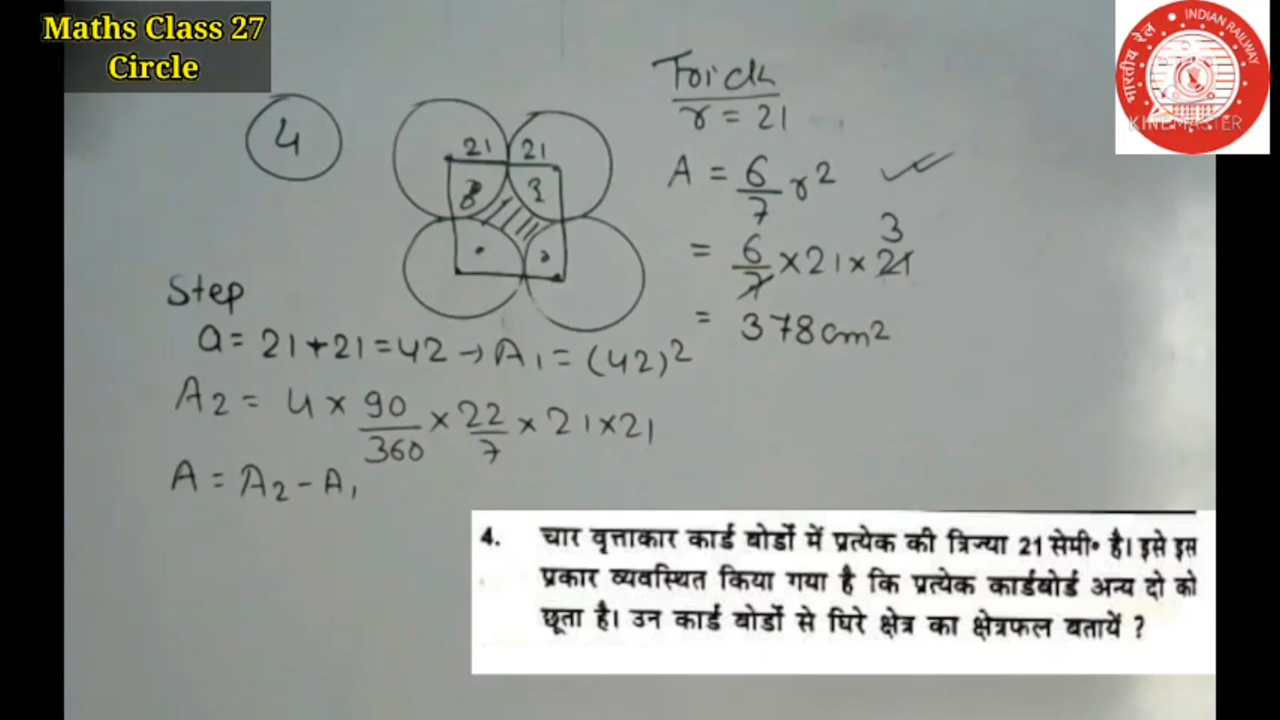 Maths Class 27
Circle
भारतीय रेल INDIAN RAILWAY
KINEMASTER
4
21 21
Trick
r = 21
A = 6/7 r2
= 6/7 × 21 × 21 3
= 378cm2
Step
a = 21+21=42 → A1 = (42)2
A2 = 4 × 90/360 × 22/7 × 21×21
A = A2 - A1
4. चार वृत्ताकार कार्ड बोर्डों में प्रत्येक की त्रिज्या 21 सेमी॰ है। इसे इस
प्रकार व्यवस्थित किया गया है कि प्रत्येक कार्डबोर्ड अन्य दो को
छूता है। उन कार्ड बोर्डों से घिरे क्षेत्र का क्षेत्रफल बतायें ?